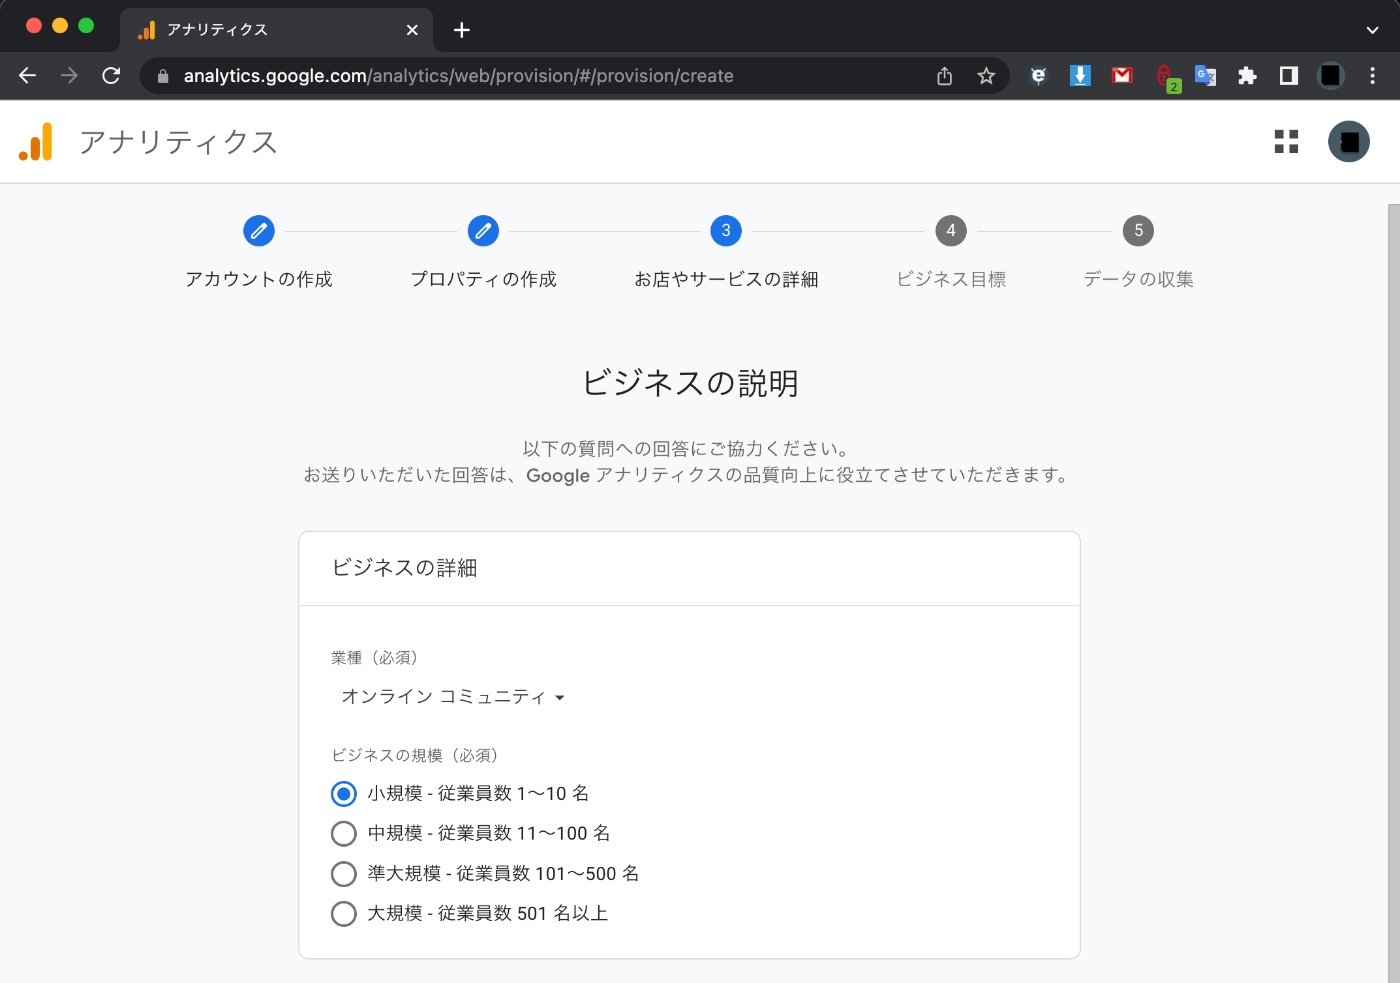 アナリティクス
analytics.google.com/analytics/web/provision/#/provision/create
2
アナリティクス
3
4
5
アカウントの作成
プロパティの作成
お店やサービスの詳細
ビジネス目標
データの収集
ビジネスの説明
以下の質問への回答にご協力ください。
お送りいただいた回答は、Google アナリティクスの品質向上に役立てさせていただきます。
ビジネスの詳細
業種（必須）
オンライン コミュニティ
ビジネスの規模（必須）
小規模 - 従業員数 1～10 名
中規模 - 従業員数 11～100 名
準大規模 - 従業員数 101～500 名
大規模 - 従業員数 501 名以上